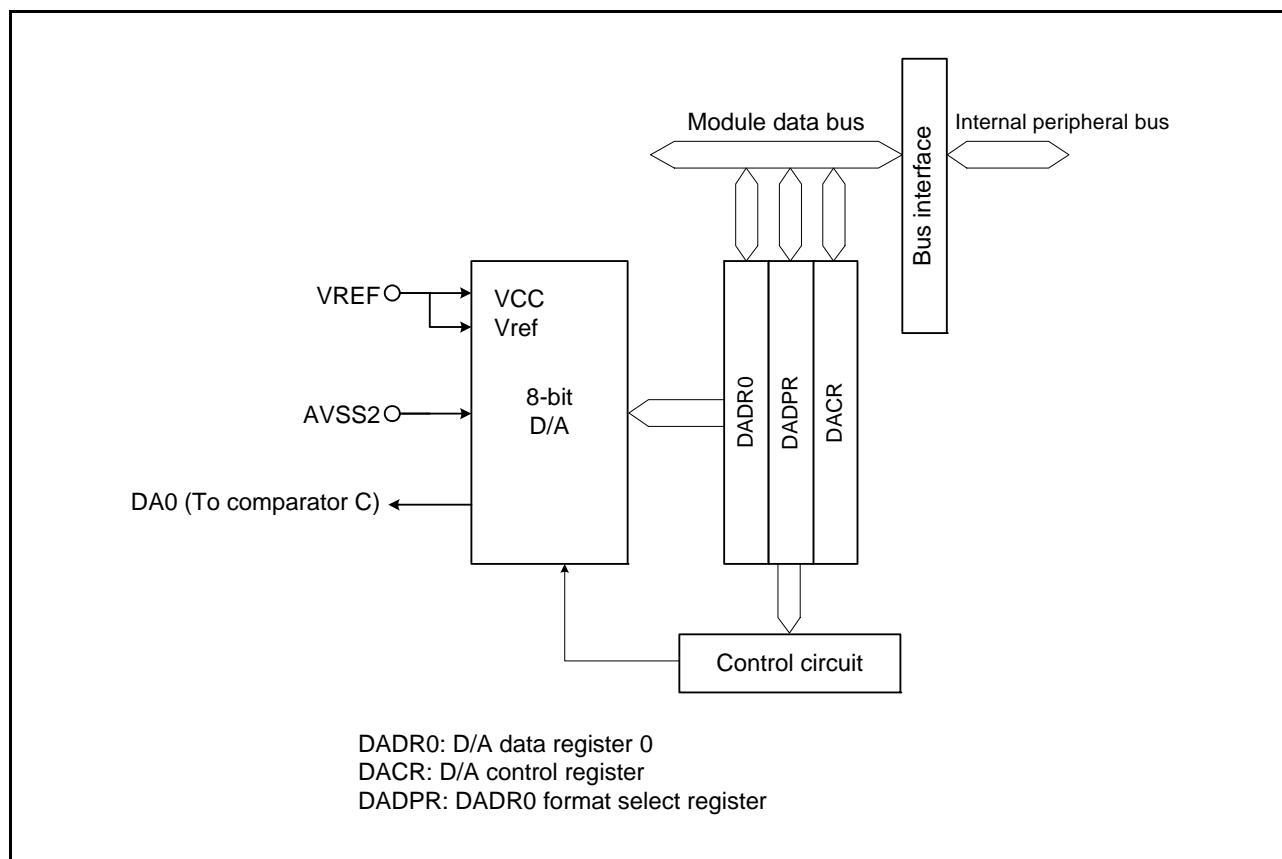 Module data bus
Internal peripheral bus
Bus interface
VREF
VCC
Vref
AVSS2
8-bit
D/A
DA0 (To comparator C)
DADR0
DADPR
DACR
Control circuit
DADR0: D/A data register 0
DACR: D/A control register
DADPR: DADR0 format select register